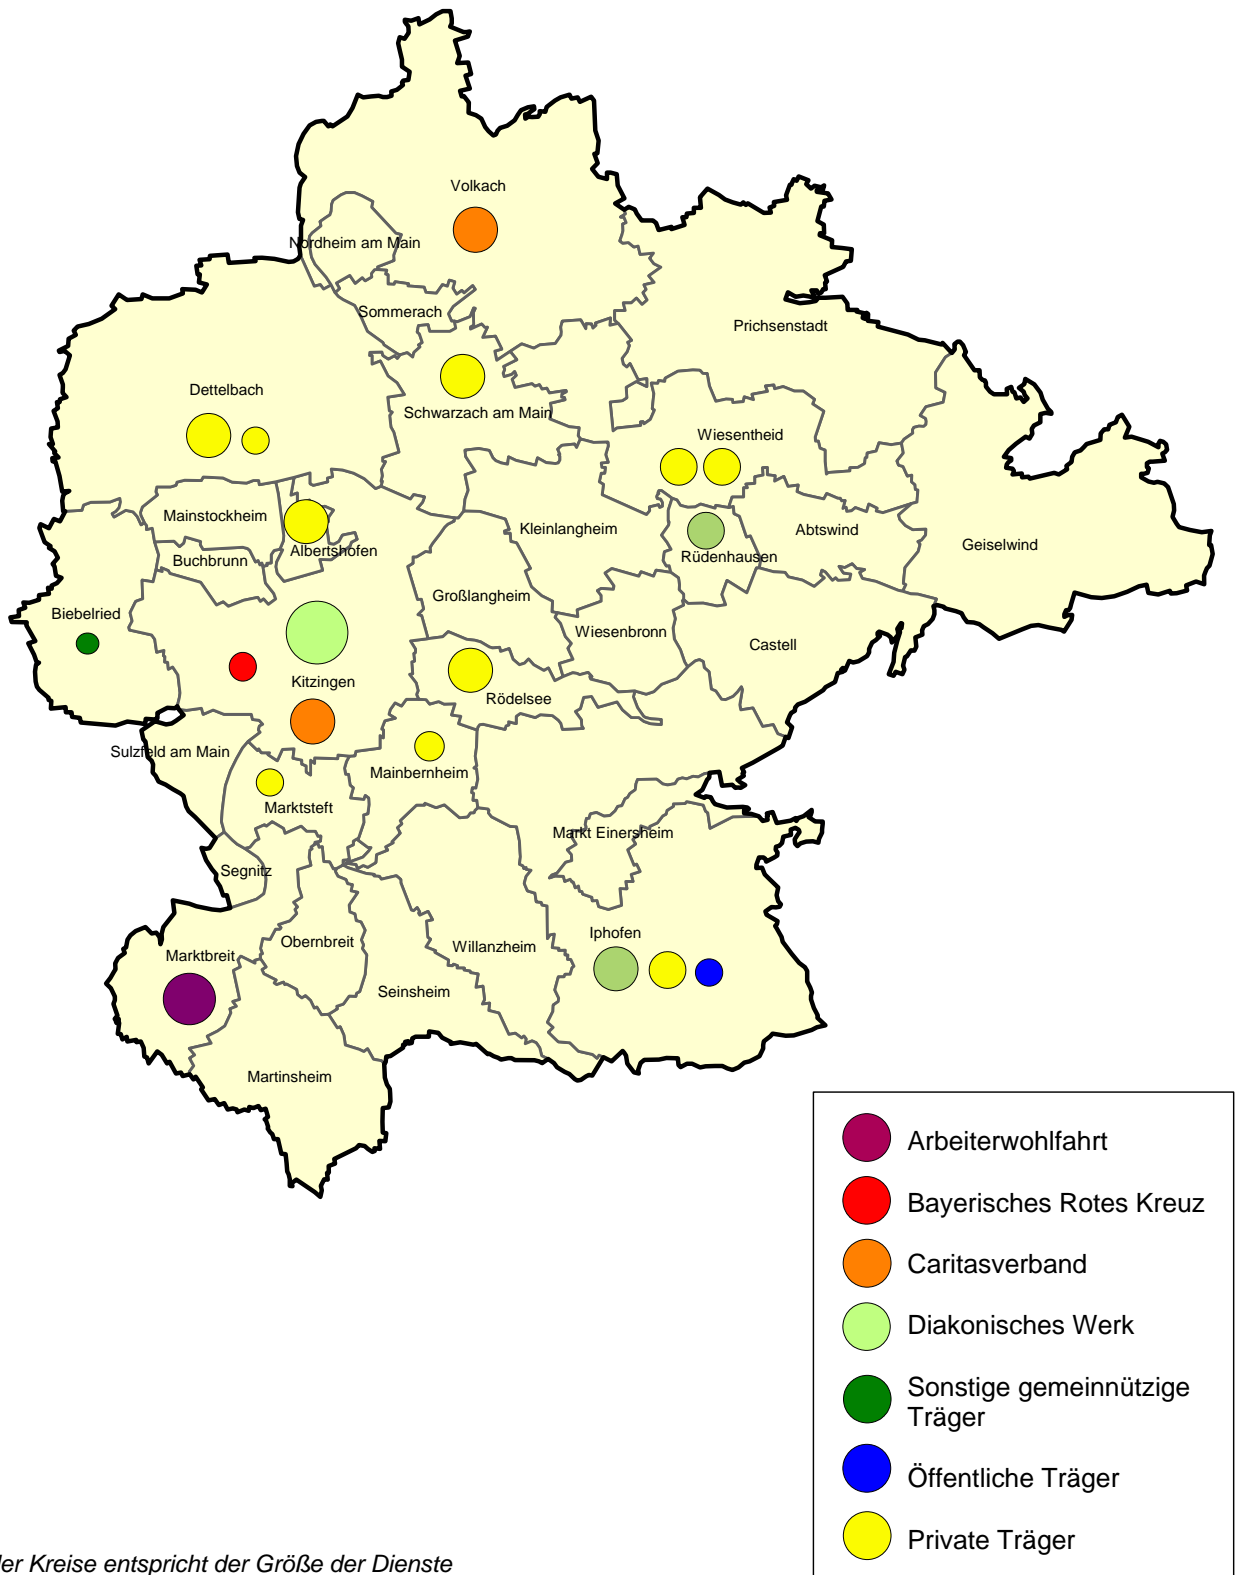 Volkach
Nordheim am Main
Sommerach
Prichsenstadt
Dettelbach
Schwarzach am Main
Wiesentheid
Mainstockheim
Albertshofen
Kleinlangheim
Abtswind
Geiselwind
Buchbrunn
Rüdenhausen
Großlangheim
Biebelried
Wiesenbronn
Castell
Kitzingen
Rödelsee
Sulzfeld am Main
Mainbernheim
Marktsteft
Markt Einersheim
Segnitz
Iphofen
Obernbreit
Willanzheim
Marktbreit
Seinsheim
Martinsheim
Arbeiterwohlfahrt
Bayerisches Rotes Kreuz
Caritasverband
Diakonisches Werk
Sonstige gemeinnützige
Träger
Öffentliche Träger
Private Träger
der Kreise entspricht der Größe der Dienste